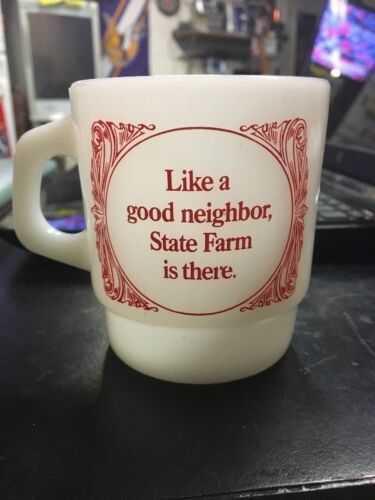 Like a
good neighbor,
State Farm
is there.